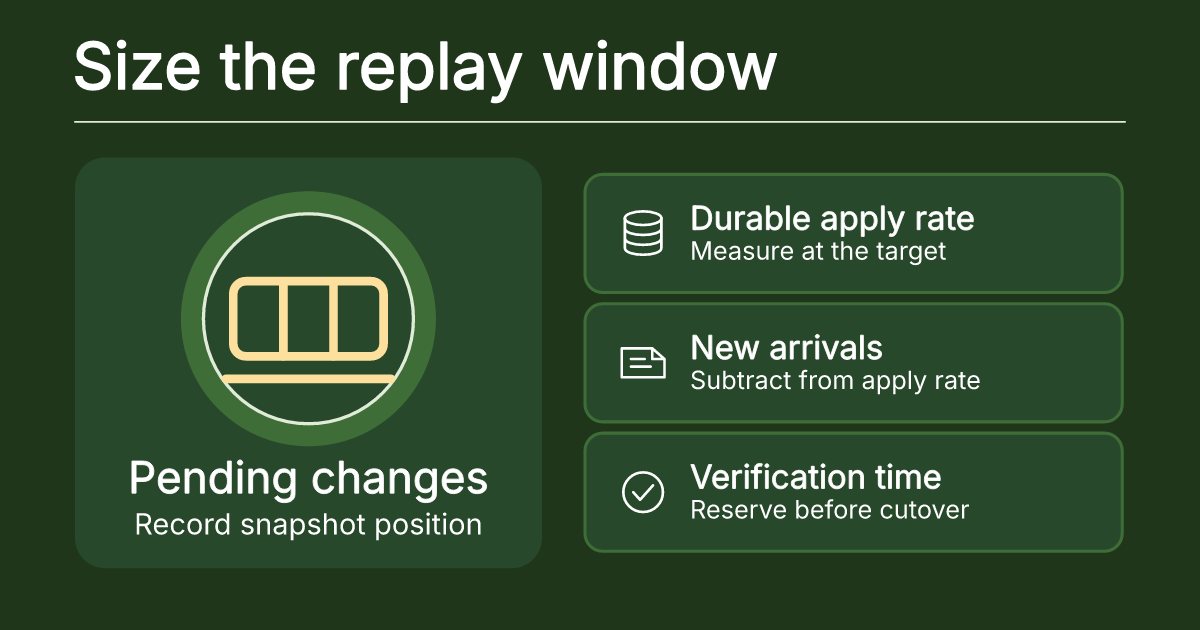 Size the replay window
Pending changes
Record snapshot position
Durable apply rate
Measure at the target
New arrivals
Subtract from apply rate
Verification time
Reserve before cutover